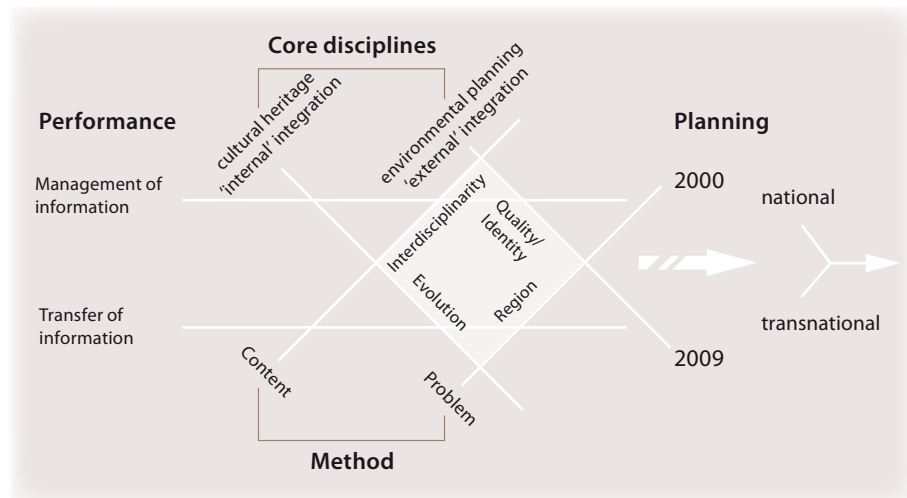 Core disciplines
cultural heritage
‘internal’ integration
environmental planning
‘external’ integration
Performance
Planning
Management of
information
2000
national
Interdisciplinarity
Quality/
Identity
Evolution
Region
Transfer of
information
transnational
2009
Content
Problem
Method